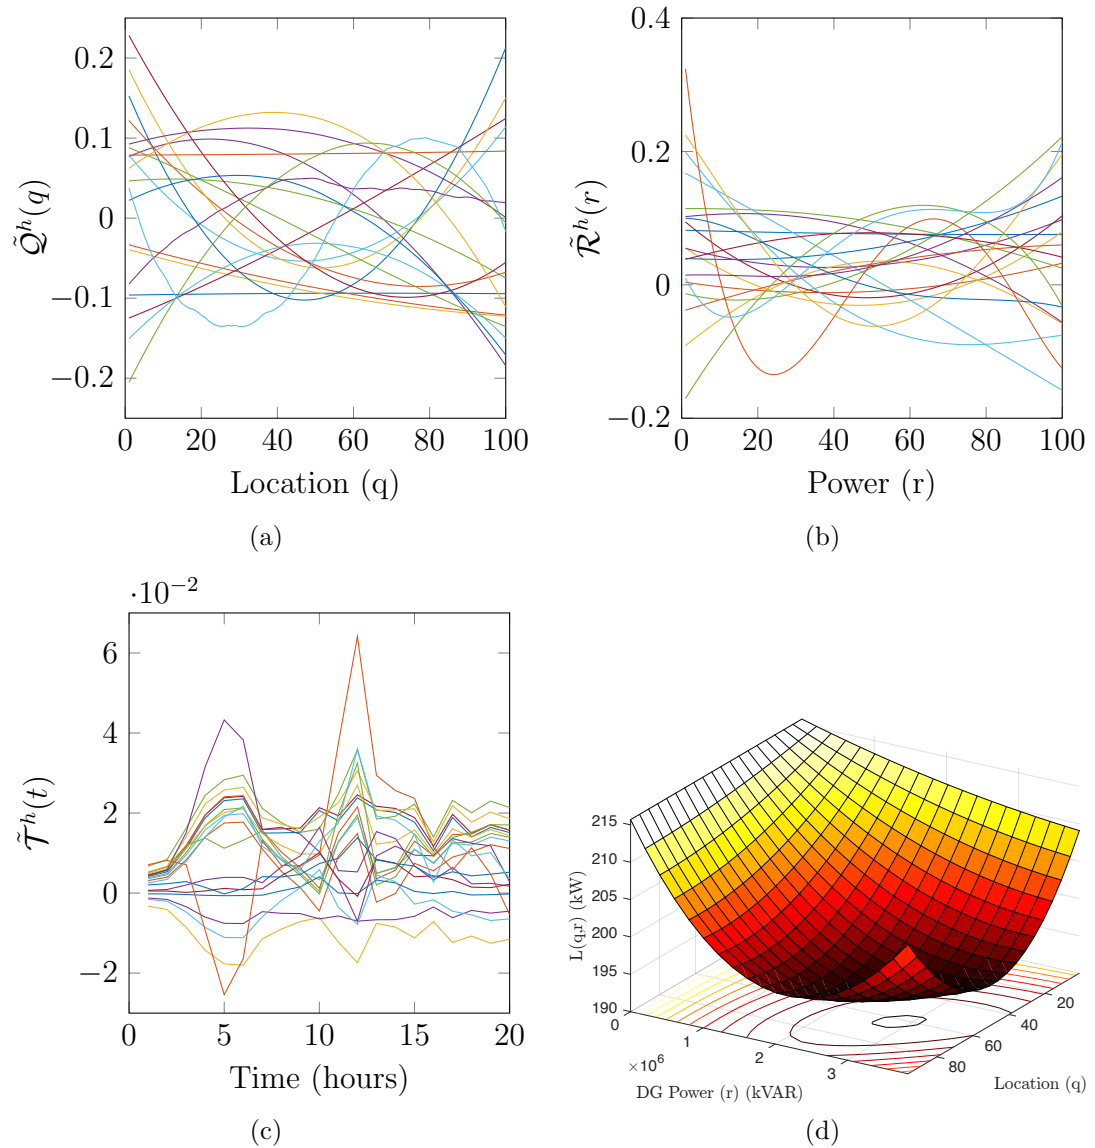 0.2
0.1
0
−0.1
−0.2
0 20 40 60 80 100
Q̃ʰ(q)
Location (q)
(a)
0.4
0.2
0
−0.2
0 20 40 60 80 100
R̃ʰ(r)
Power (r)
(b)
·10⁻²
6
4
2
0
−2
0 5 10 15 20
T̃ʰ(t)
Time (hours)
(c)
215
210
205
200
195
190
L(q,r) (kW)
0 1 2 3
×10⁶
DG Power (r) (kVAR)
20
40
60
80
Location (q)
(d)